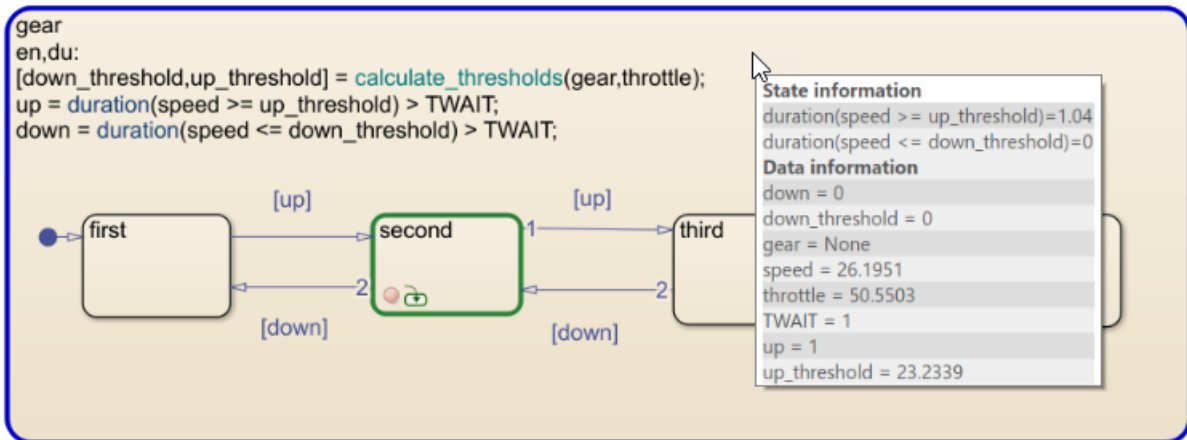 gear
en,du:
[down_threshold,up_threshold] = calculate_thresholds(gear,throttle);
up = duration(speed >= up_threshold) > TWAIT;
down = duration(speed <= down_threshold) > TWAIT;
State information
duration(speed >= up_threshold)=1.04
duration(speed <= down_threshold)=0
Data information
down = 0
down_threshold = 0
gear = None
speed = 26.1951
throttle = 50.5503
TWAIT = 1
up = 1
up_threshold = 23.2339
[up]
[up]
first
second
1
third
2
2
[down]
[down]